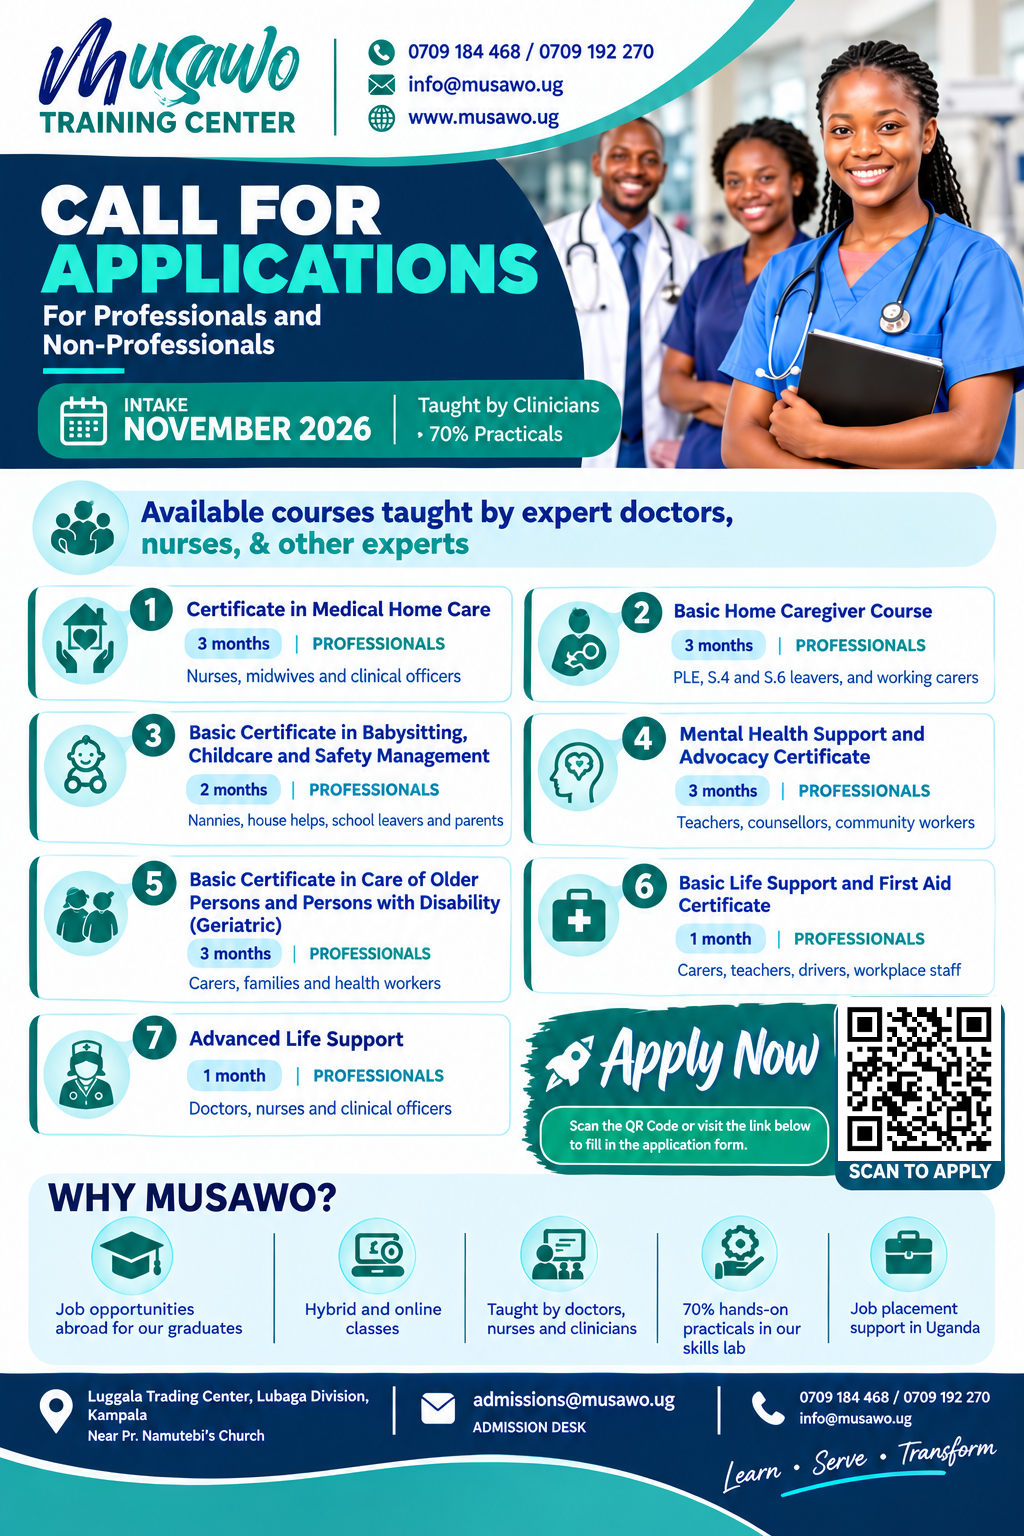 Musawo
TRAINING CENTER
0709 184 468 / 0709 192 270
info@musawo.ug
www.musawo.ug
CALL FOR
APPLICATIONS
For Professionals and
Non-Professionals
INTAKE
NOVEMBER 2026
Taught by Clinicians
• 70% Practicals
Available courses taught by expert doctors,
nurses, & other experts
1
Certificate in Medical Home Care
3 months | PROFESSIONALS
Nurses, midwives and clinical officers
2
Basic Home Caregiver Course
3 months | PROFESSIONALS
PLE, S.4 and S.6 leavers, and working carers
3
Basic Certificate in Babysitting,
Childcare and Safety Management
2 months | PROFESSIONALS
Nannies, house helps, school leavers and parents
4
Mental Health Support and
Advocacy Certificate
3 months | PROFESSIONALS
Teachers, counsellors, community workers
5
Basic Certificate in Care of Older
Persons and Persons with Disability
(Geriatric)
3 months | PROFESSIONALS
Carers, families and health workers
6
Basic Life Support and First Aid
Certificate
1 month | PROFESSIONALS
Carers, teachers, drivers, workplace staff
7
Advanced Life Support
1 month | PROFESSIONALS
Doctors, nurses and clinical officers
Apply Now
Scan the QR Code or visit the link below
to fill in the application form.
SCAN TO APPLY
WHY MUSAWO?
Job opportunities
abroad for our graduates
Hybrid and online
classes
Taught by doctors,
nurses and clinicians
70% hands-on
practicals in our
skills lab
Job placement
support in Uganda
Luggala Trading Center, Lubaga Division,
Kampala
Near Pr. Namutebi's Church
admissions@musawo.ug
ADMISSION DESK
0709 184 468 / 0709 192 270
info@musawo.ug
Learn • Serve • Transform